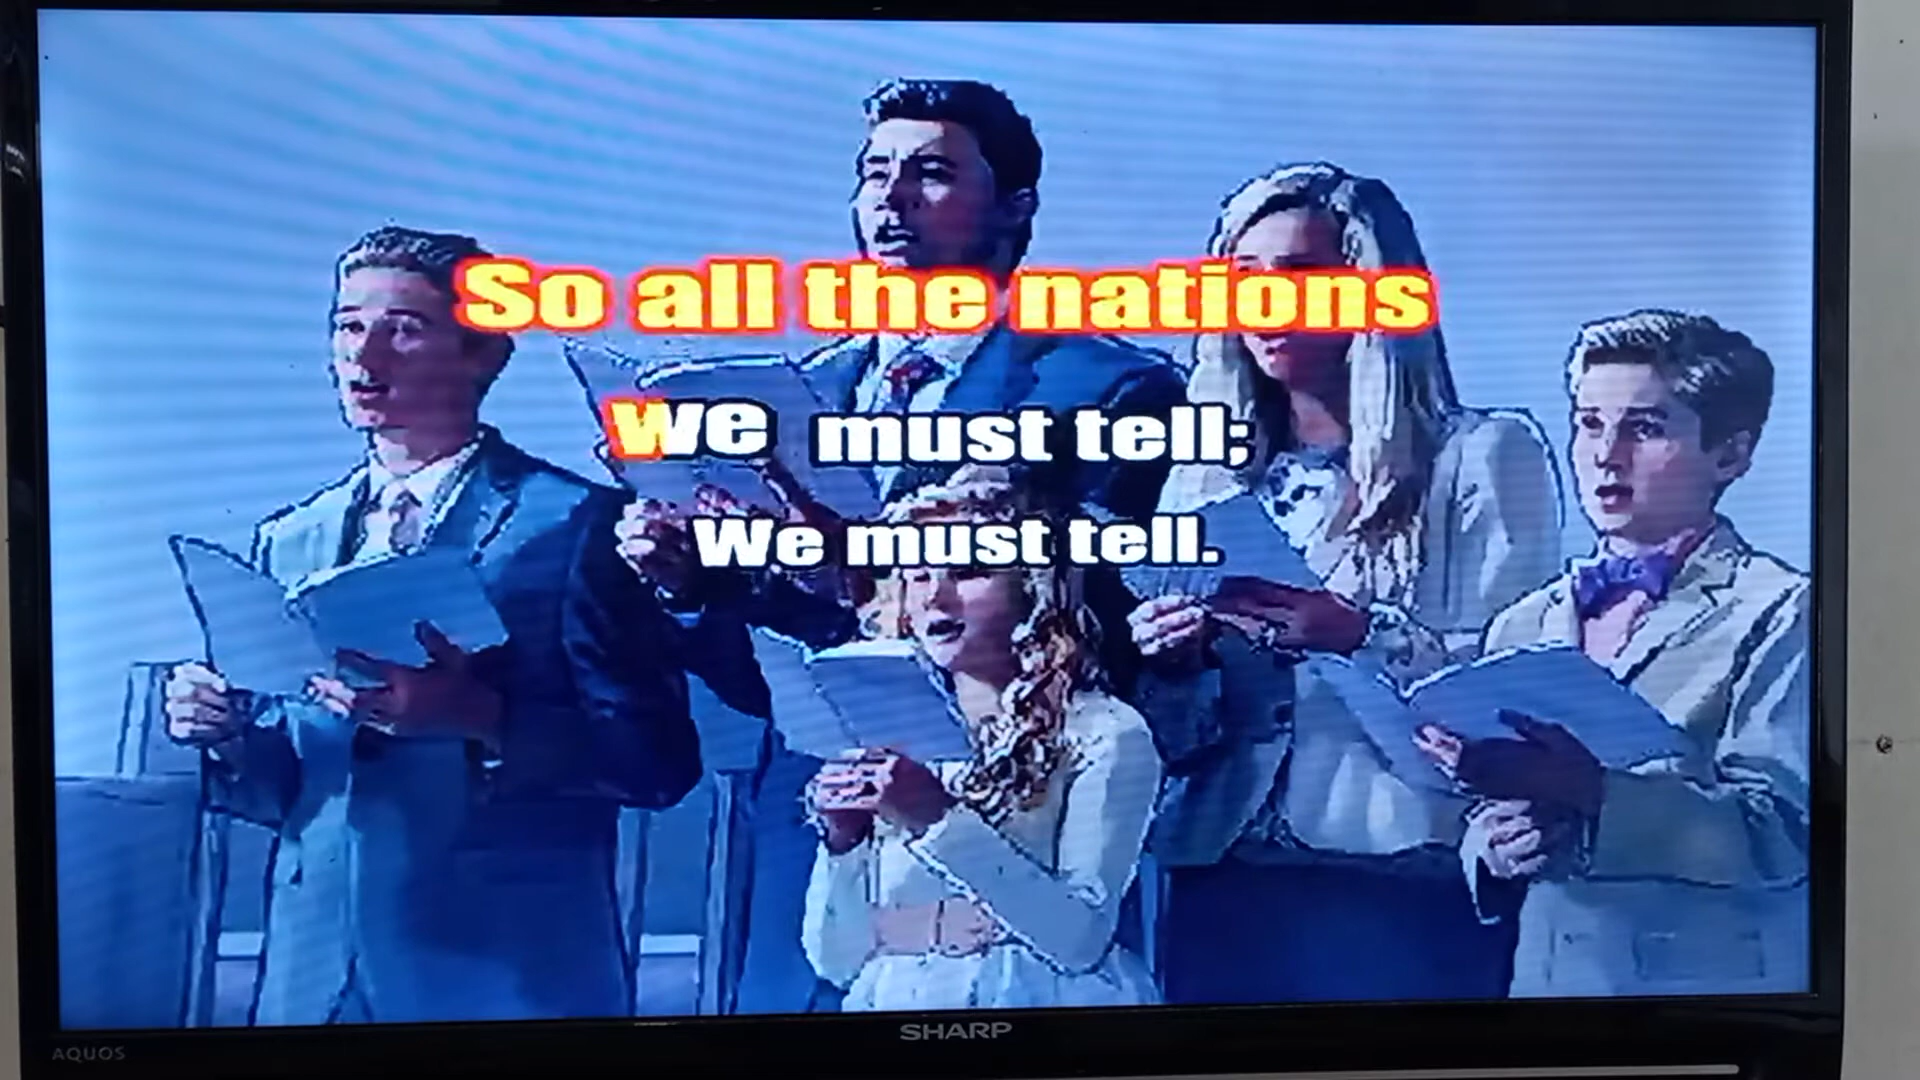 So all the nations
we must tell;
We must tell.
SHARP
AQUOS